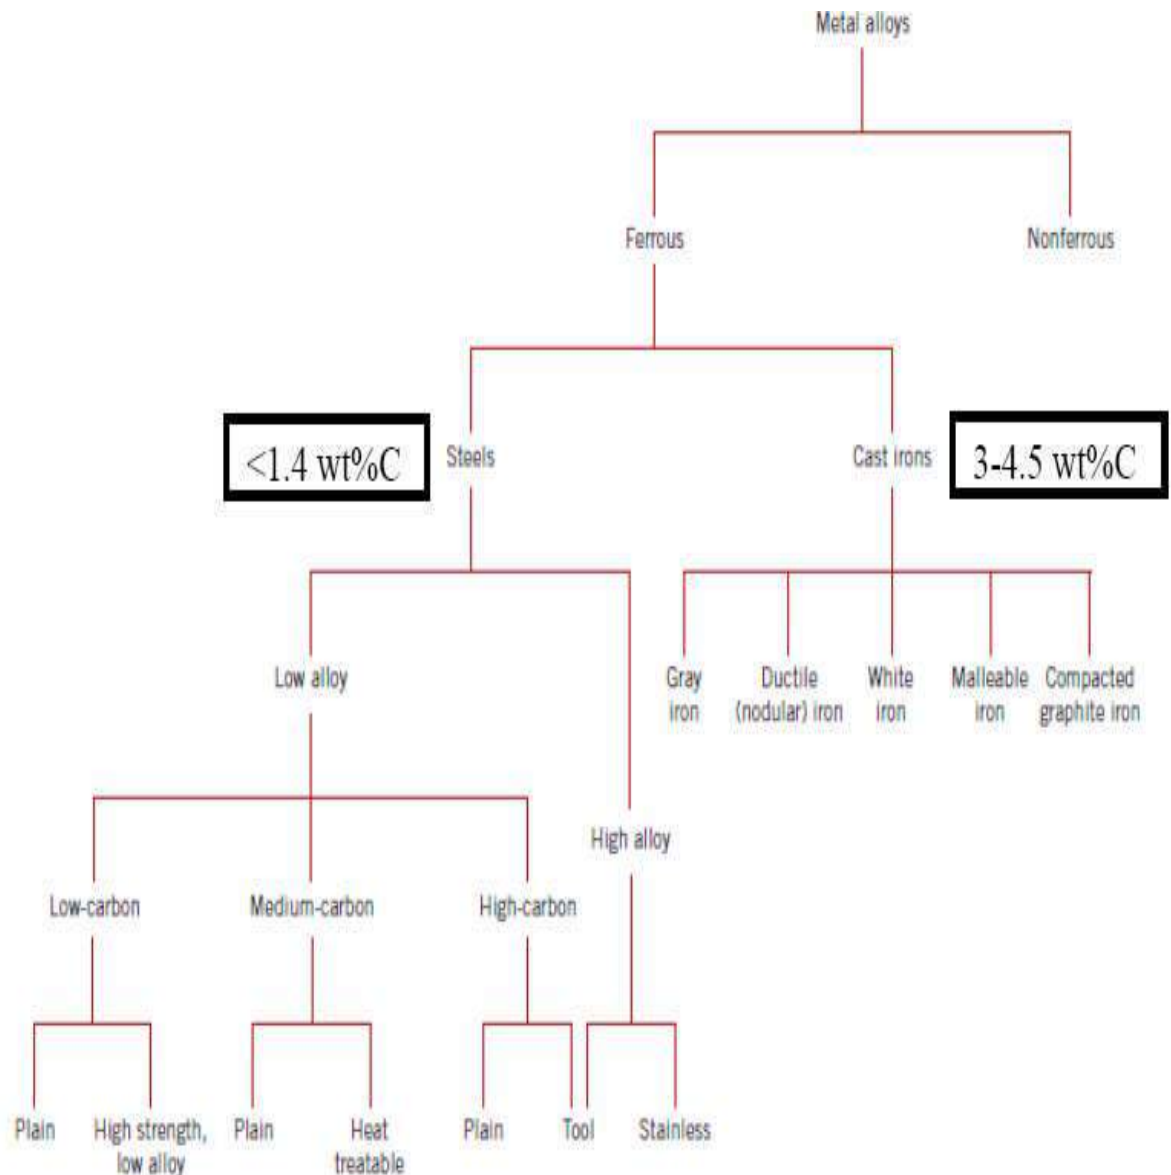 Metal alloys
Ferrous
Nonferrous
<1.4 wt%C
Steels
Cast irons
3-4.5 wt%C
Low alloy
Gray
iron
Ductile
(nodular) iron
White
iron
Malleable
iron
Compacted
graphite iron
High alloy
Low-carbon
Medium-carbon
High-carbon
Plain
High strength,
low alloy
Plain
Heat
treatable
Plain
Tool
Stainless